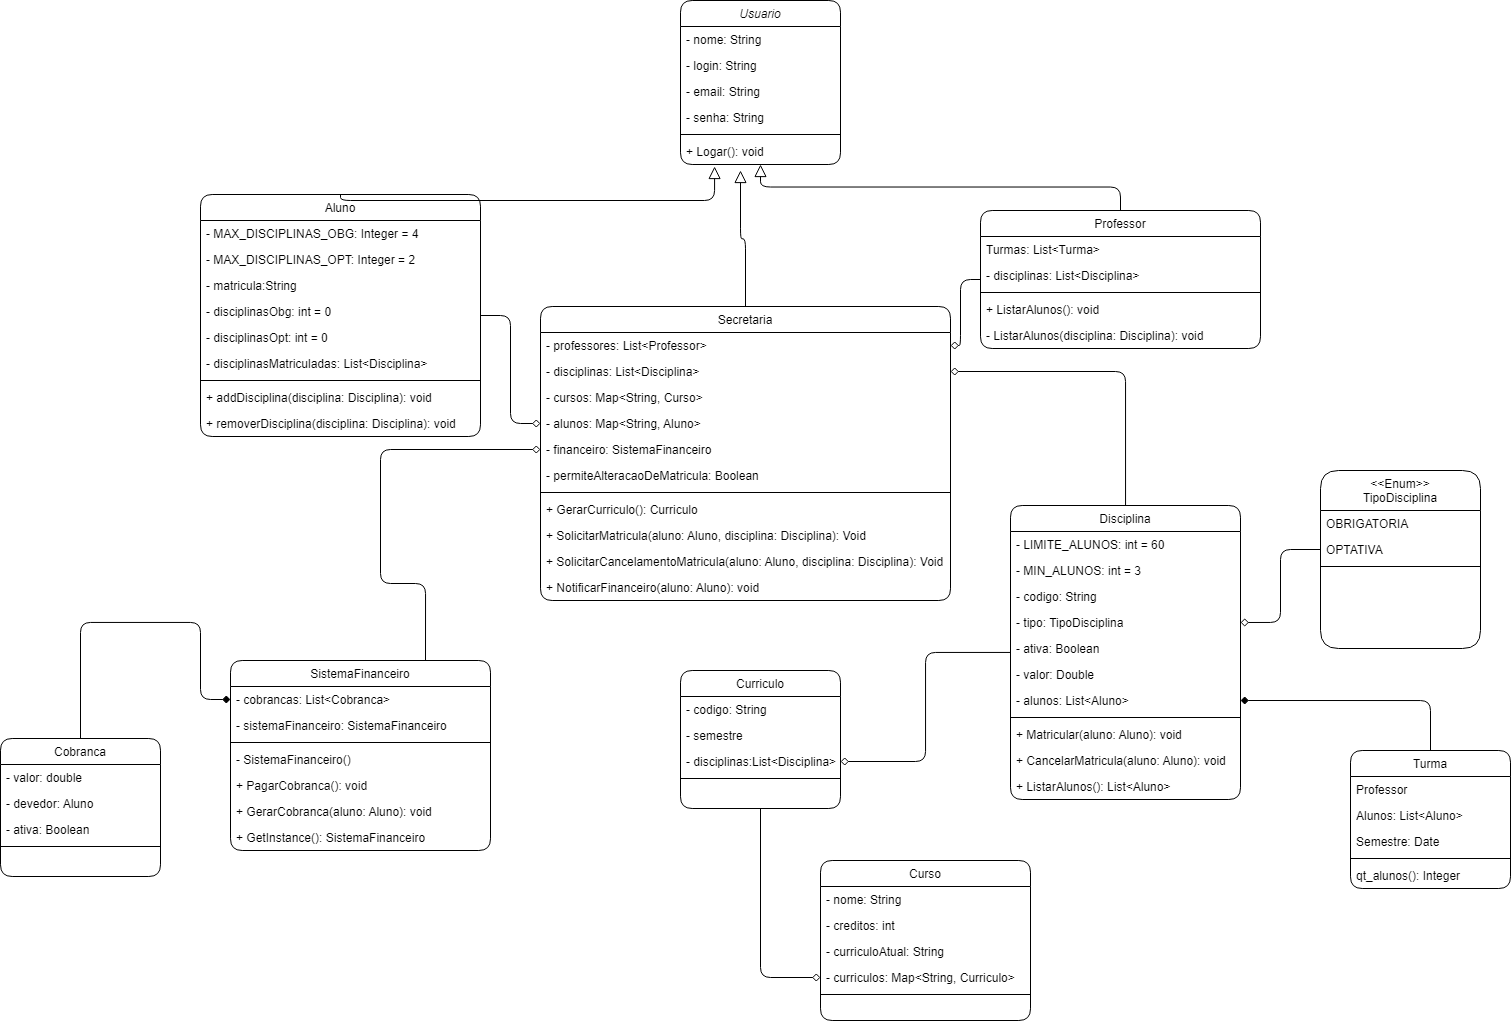 Usuario
- nome: String
- login: String
- email: String
- senha: String
+ Logar(): void
Aluno
- MAX_DISCIPLINAS_OBG: Integer = 4
- MAX_DISCIPLINAS_OPT: Integer = 2
- matricula:String
- disciplinasObg: int = 0
- disciplinasOpt: int = 0
- disciplinasMatriculadas: List<Disciplina>
+ addDisciplina(disciplina: Disciplina): void
+ removerDisciplina(disciplina: Disciplina): void
Professor
Turmas: List<Turma>
- disciplinas: List<Disciplina>
+ ListarAlunos(): void
- ListarAlunos(disciplina: Disciplina): void
Secretaria
- professores: List<Professor>
- disciplinas: List<Disciplina>
- cursos: Map<String, Curso>
- alunos: Map<String, Aluno>
- financeiro: SistemaFinanceiro
- permiteAlteracaoDeMatricula: Boolean
+ GerarCurriculo(): Curriculo
+ SolicitarMatricula(aluno: Aluno, disciplina: Disciplina): Void
+ SolicitarCancelamentoMatricula(aluno: Aluno, disciplina: Disciplina): Void
+ NotificarFinanceiro(aluno: Aluno): void
<<Enum>>
TipoDisciplina
OBRIGATORIA
OPTATIVA
Disciplina
- LIMITE_ALUNOS: int = 60
- MIN_ALUNOS: int = 3
- codigo: String
- tipo: TipoDisciplina
- ativa: Boolean
- valor: Double
- alunos: List<Aluno>
+ Matricular(aluno: Aluno): void
+ CancelarMatricula(aluno: Aluno): void
+ ListarAlunos(): List<Aluno>
SistemaFinanceiro
- cobrancas: List<Cobranca>
- sistemaFinanceiro: SistemaFinanceiro
- SistemaFinanceiro()
+ PagarCobranca(): void
+ GerarCobranca(aluno: Aluno): void
+ GetInstance(): SistemaFinanceiro
Cobranca
- valor: double
- devedor: Aluno
- ativa: Boolean
Curriculo
- codigo: String
- semestre
- disciplinas:List<Disciplina>
Turma
Professor
Alunos: List<Aluno>
Semestre: Date
qt_alunos(): Integer
Curso
- nome: String
- creditos: int
- curriculoAtual: String
- curriculos: Map<String, Curriculo>